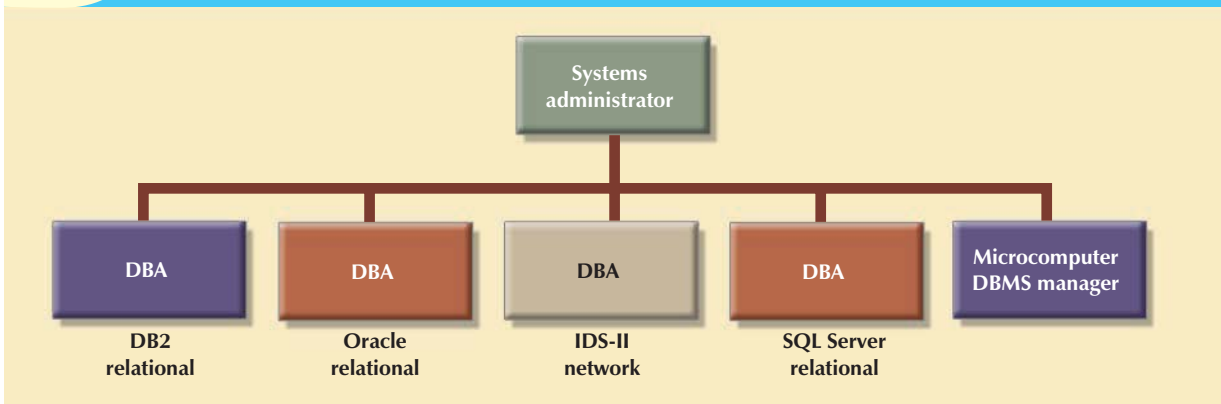 Systems
administrator
DBA
DBA
DBA
DBA
Microcomputer
DBMS manager
DB2
relational
Oracle
relational
IDS-II
network
SQL Server
relational